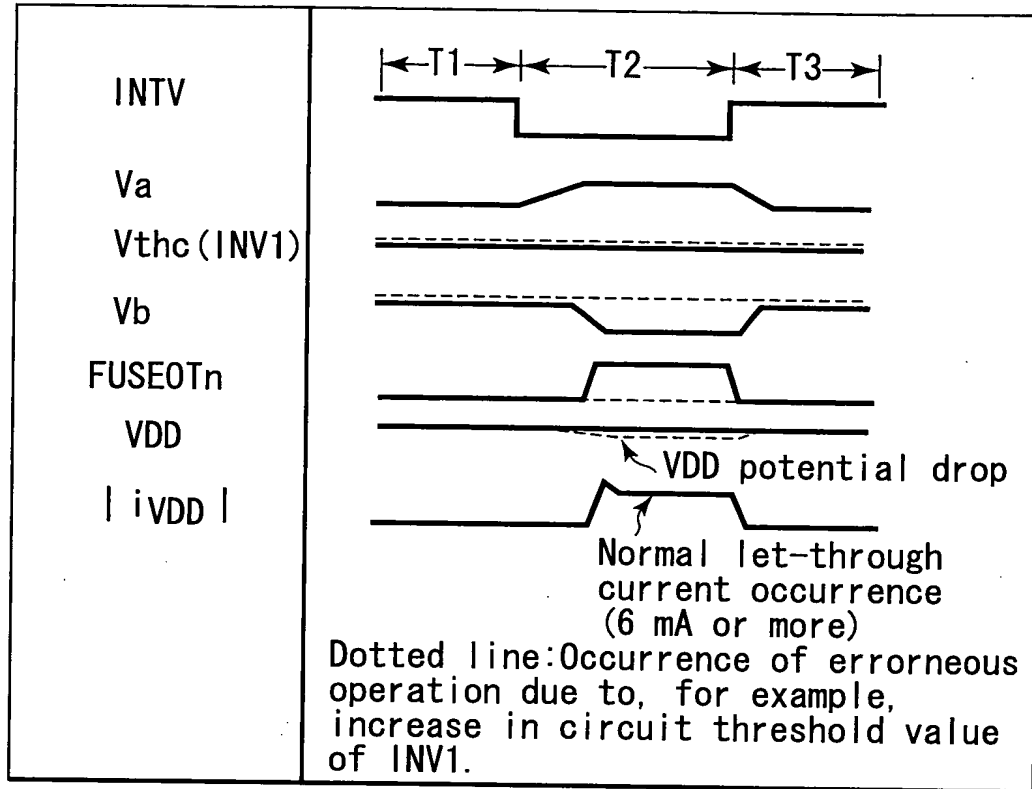 T1 T2 T3
INTV
Va
Vthc(INV1)
Vb
FUSEOTn
VDD
VDD potential drop
| iVDD |
Normal let-through
current occurrence
(6 mA or more)
Dotted line:Occurrence of errorneous
operation due to, for example,
increase in circuit threshold value
of INV1.